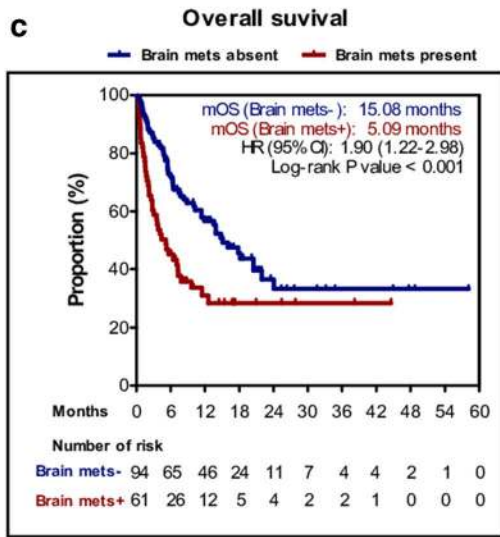 c
Overall suvival
Brain mets absent Brain mets present
mOS (Brain mets-): 15.08 months
mOS (Brain mets+): 5.09 months
HR (95% CI): 1.90 (1.22-2.98)
Log-rank P value < 0.001
Proportion (%)
100
80
60
40
20
0
Months 0 6 12 18 24 30 36 42 48 54 60
Number of risk
Brain mets- 94 65 46 24 11 7 4 4 2 1 0
Brain mets+ 61 26 12 5 4 2 2 1 0 0 0